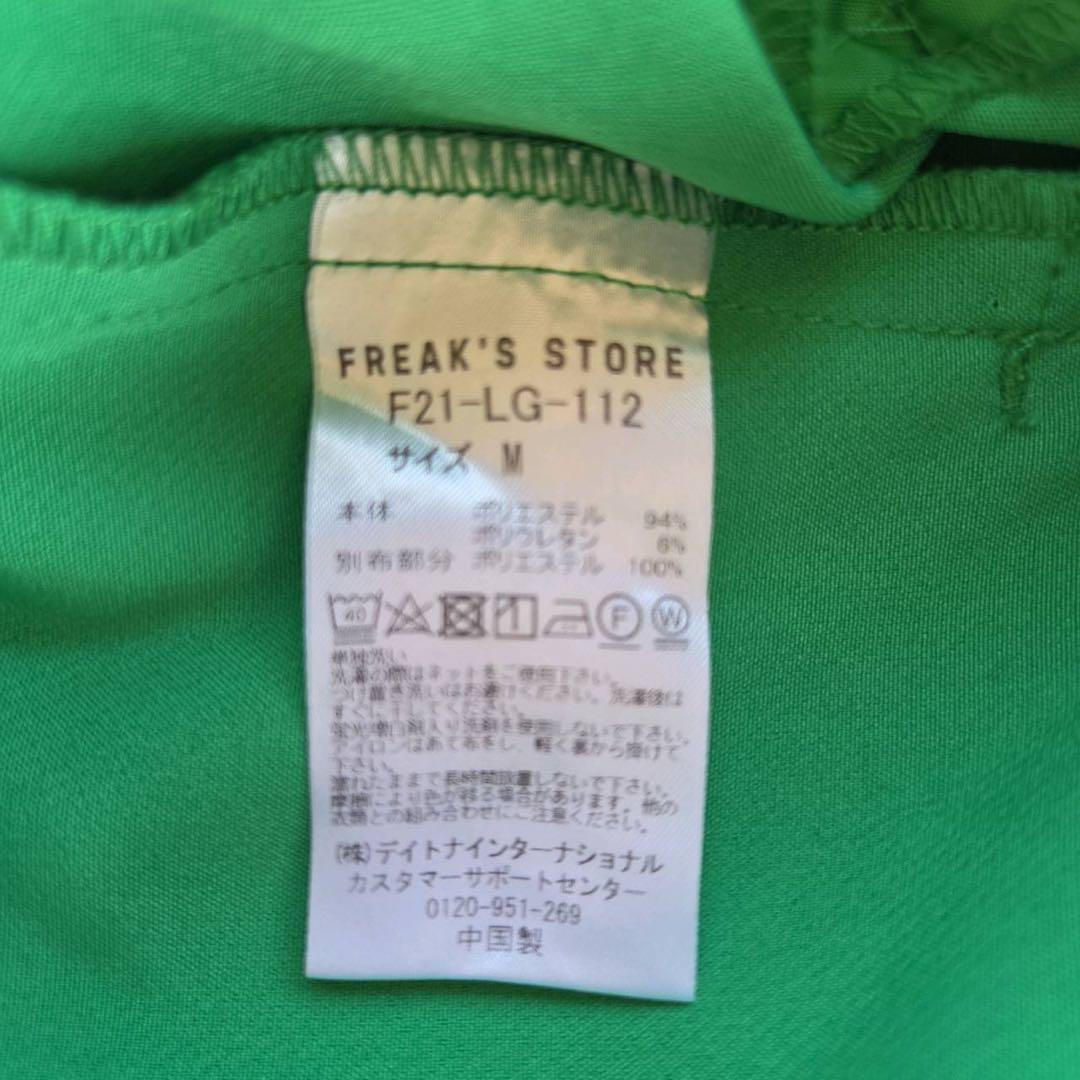 FREAK'S STORE
F21-LG-112
サイズ M
本体 ポリエステル 94%
ポリウレタン 6%
別布部分 ポリエステル 100%
40
F W
単独洗い
洗濯の際はネットをご使用下さい。
つけ置き洗いはお避けください。洗濯後は
すぐに干してください。
蛍光増白剤入り洗剤を使用しないで下さい。
アイロンはあて布をし、軽く裏から掛けて
下さい。
濡れたままで長時間放置しないで下さい。
摩擦により色が移る場合があります。他の
衣類との組み合わせにご注意ください。
(株)デイトナインターナショナル
カスタマーサポートセンター
0120-951-269
中国製